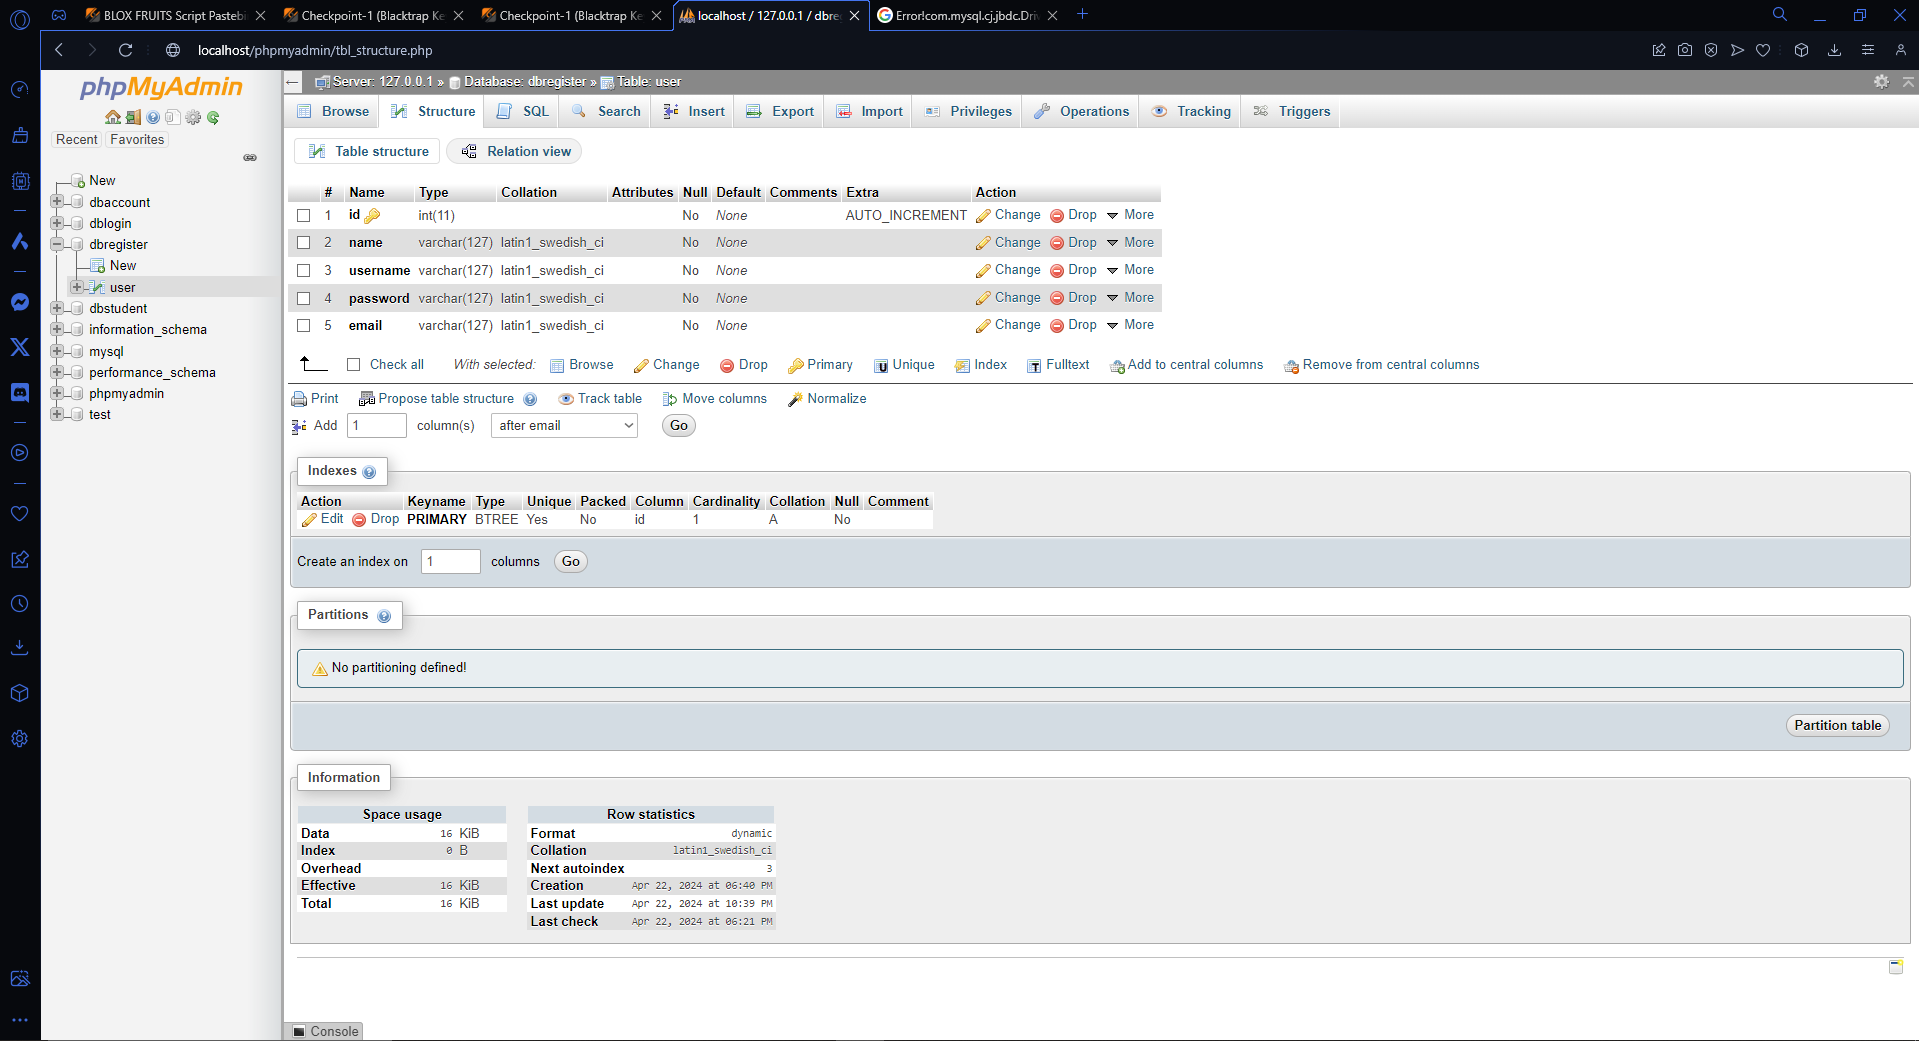 BLOX FRUITS Script Pastebi
Checkpoint-1 (Blacktrap Ke
Checkpoint-1 (Blacktrap Ke
localhost / 127.0.0.1 / dbre
Error!com.mysql.cj.jbdc.Dri
localhost/phpmyadmin/tbl_structure.php
phpMyAdmin
Recent Favorites
New
dbaccount
dblogin
dbregister
New
user
dbstudent
information_schema
mysql
performance_schema
phpmyadmin
test
Server: 127.0.0.1 » Database: dbregister » Table: user
Browse Structure SQL Search Insert Export Import Privileges Operations Tracking Triggers
Table structure Relation view
# Name Type Collation Attributes Null Default Comments Extra Action
1 id int(11) No None AUTO_INCREMENT Change Drop More
2 name varchar(127) latin1_swedish_ci No None Change Drop More
3 username varchar(127) latin1_swedish_ci No None Change Drop More
4 password varchar(127) latin1_swedish_ci No None Change Drop More
5 email varchar(127) latin1_swedish_ci No None Change Drop More
Check all With selected: Browse Change Drop Primary Unique Index Fulltext Add to central columns Remove from central columns
Print Propose table structure Track table Move columns Normalize
Add 1 column(s) after email Go
Indexes
Action Keyname Type Unique Packed Column Cardinality Collation Null Comment
Edit Drop PRIMARY BTREE Yes No id 1 A No
Create an index on 1 columns Go
Partitions
No partitioning defined!
Partition table
Information
Space usage
Data 16 KiB
Index 0 B
Overhead
Effective 16 KiB
Total 16 KiB
Row statistics
Format dynamic
Collation latin1_swedish_ci
Next autoindex 3
Creation Apr 22, 2024 at 06:40 PM
Last update Apr 22, 2024 at 10:39 PM
Last check Apr 22, 2024 at 06:21 PM
Console